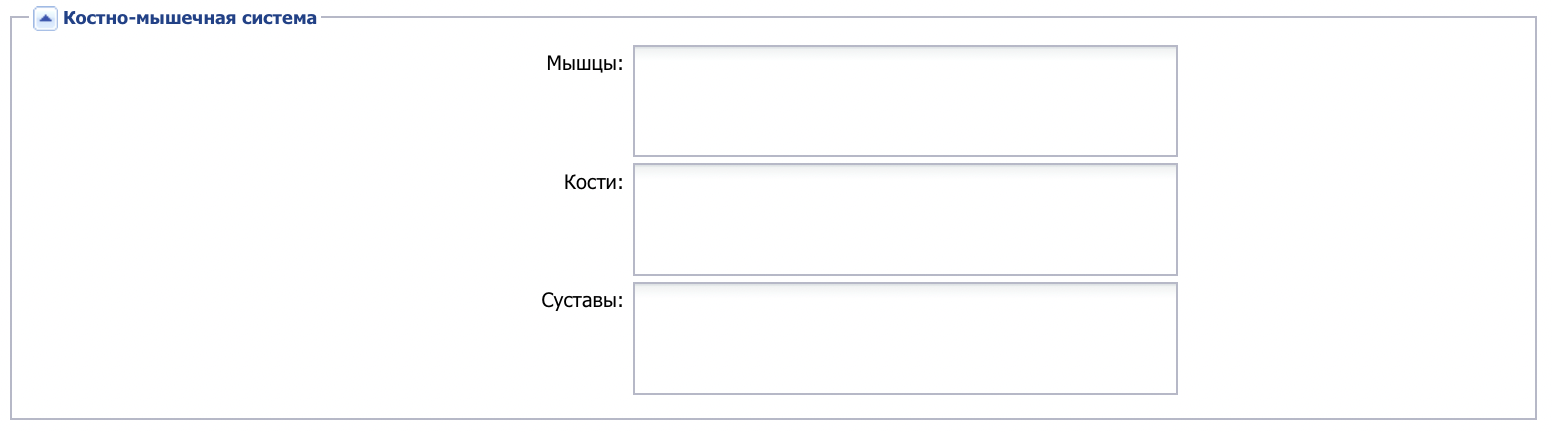 Костно-мышечная система
Мышцы:
Кости:
Суставы: